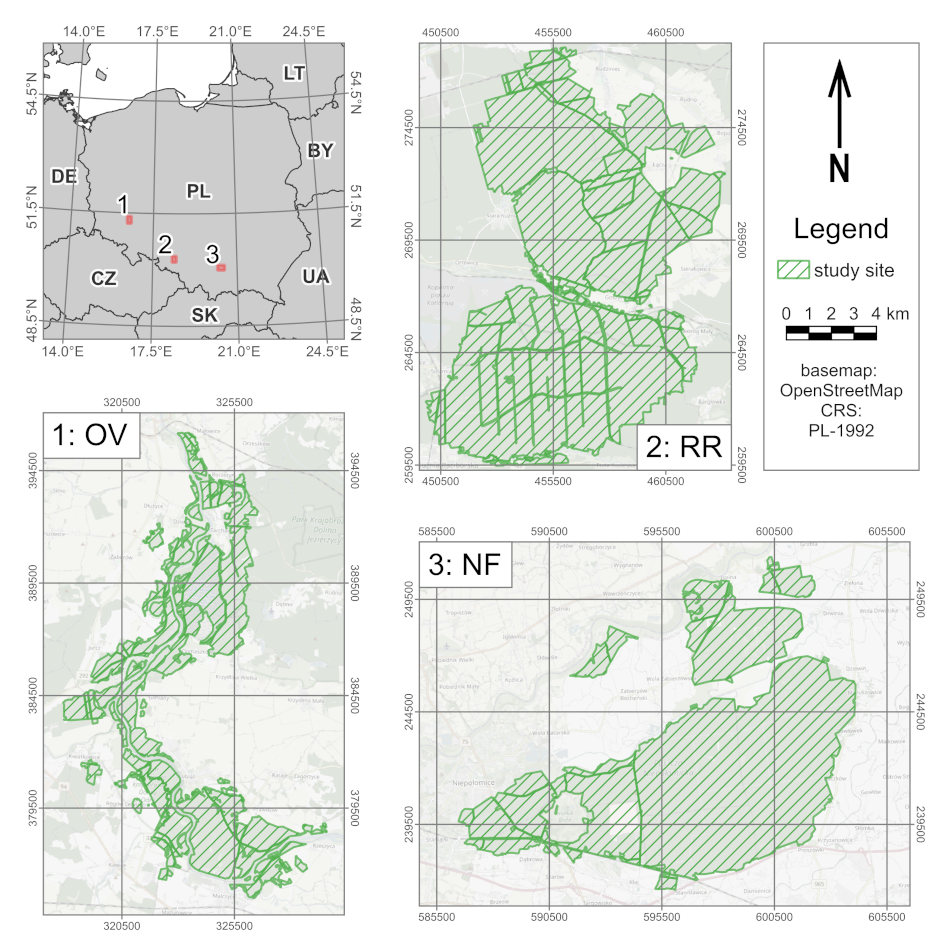 14.0°E 17.5°E 21.0°E 24.5°E
54.5°N
54.5°N
LT
BY
DE
PL
51.5°N
51.5°N
1
2
3
CZ
UA
SK
48.5°N
48.5°N
14.0°E 17.5°E 21.0°E 24.5°E
450500 455500 460500
274500
274500
269500
269500
264500
264500
259500
259500
2: RR
450500 455500 460500
N
Legend
study site
0 1 2 3 4 km
basemap:
OpenStreetMap
CRS:
PL-1992
320500 325500
1: OV
394500
394500
389500
389500
384500
384500
379500
379500
320500 325500
585500 590500 595500 600500 605500
3: NF
249500
249500
244500
244500
Niepołomice
239500
239500
585500 590500 595500 600500 605500